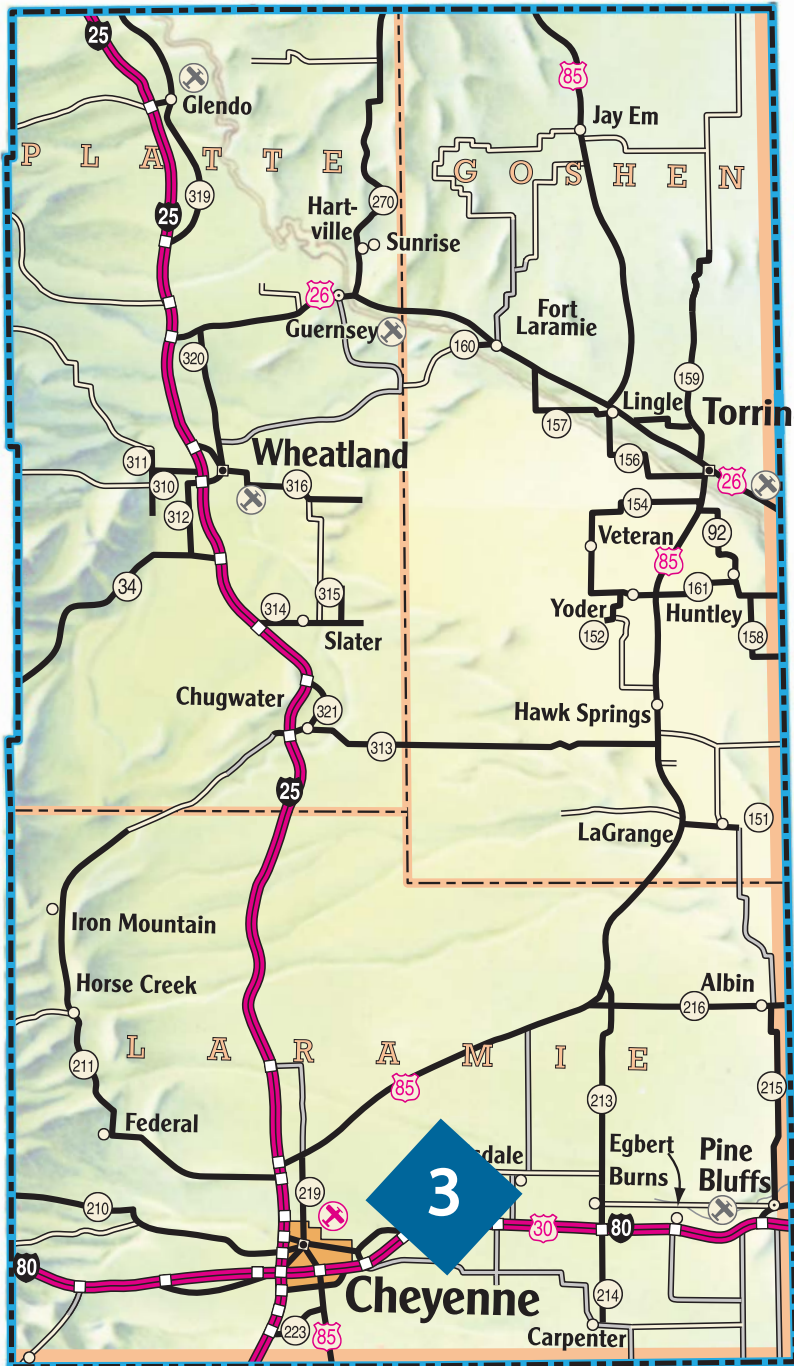 25
85
Glendo
Jay Em
P L A T T E
G O S H E N
319
270
25
Hart-
ville
Sunrise
26
Guernsey
Fort
Laramie
160
320
159
Lingle
Torrin
157
Wheatland
156
311
310
316
26
312
154
92
Veteran
85
34
315
161
314
Yoder
Huntley
Slater
152
158
Chugwater
321
Hawk Springs
313
25
151
LaGrange
Iron Mountain
Horse Creek
Albin
216
L A R A M I E
211
85
215
213
Federal
Egbert
Pine
Bluffs
sdale
Burns
3
219
210
30
80
80
Cheyenne
214
223
85
Carpenter